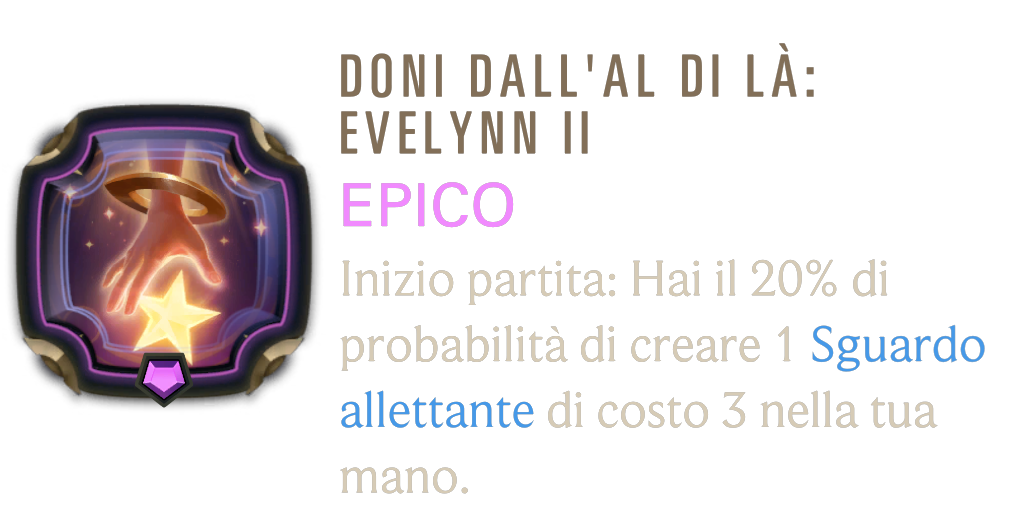 DONI DALL'AL DI LÀ:
EVELYNN II
EPICO
Inizio partita: Hai il 20% di
probabilità di creare 1 Sguardo
allettante di costo 3 nella tua
mano.